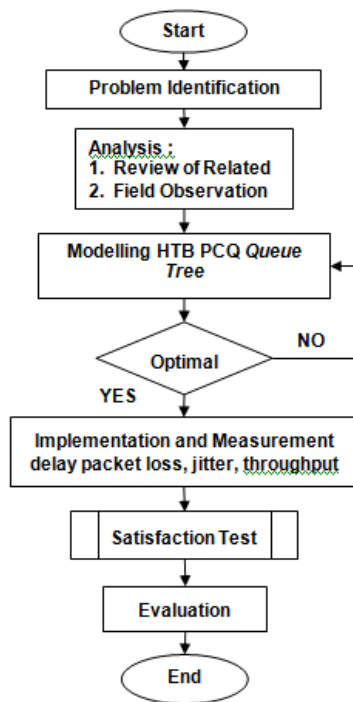 Start
Problem Identification
Analysis :
1. Review of Related
2. Field Observation
Modelling HTB PCQ Queue
Tree
NO
Optimal
YES
Implementation and Measurement
delay packet loss, jitter, throughput
Satisfaction Test
Evaluation
End